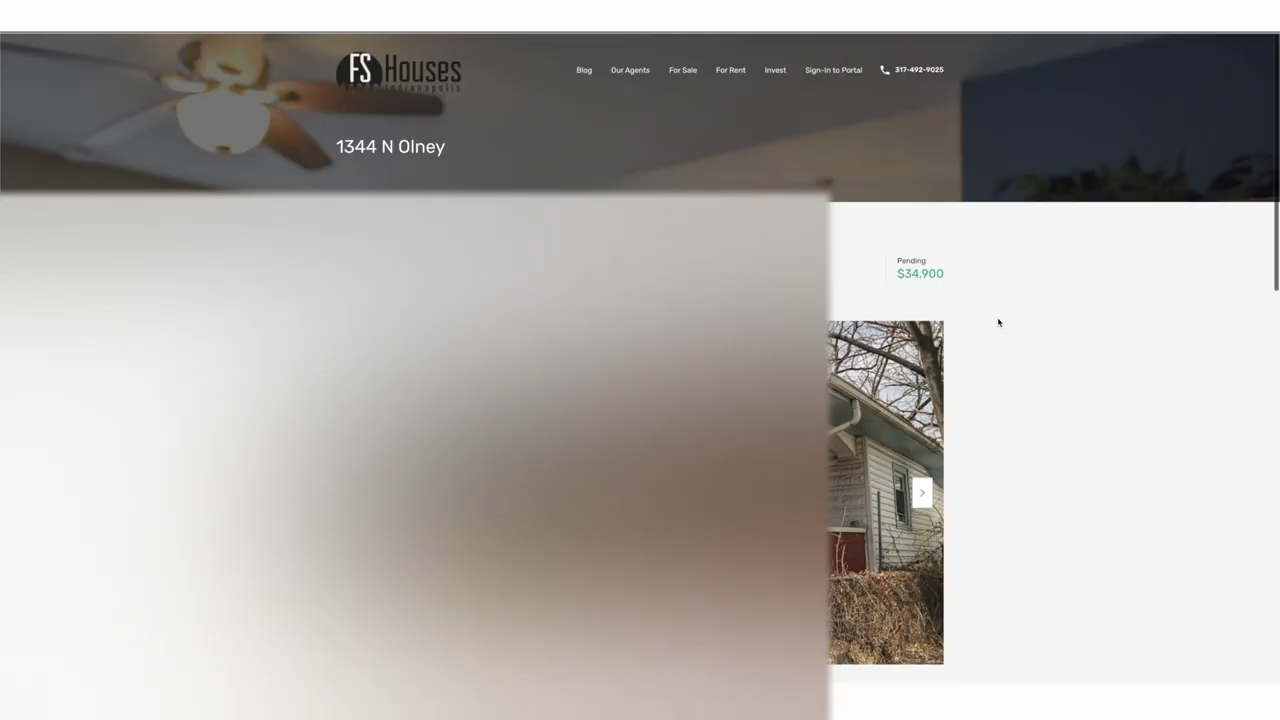 FS Houses
Indianapolis
Blog Our Agents For Sale For Rent Invest Sign-In to Portal 317-492-9025
1344 N Olney
Pending
$34,900